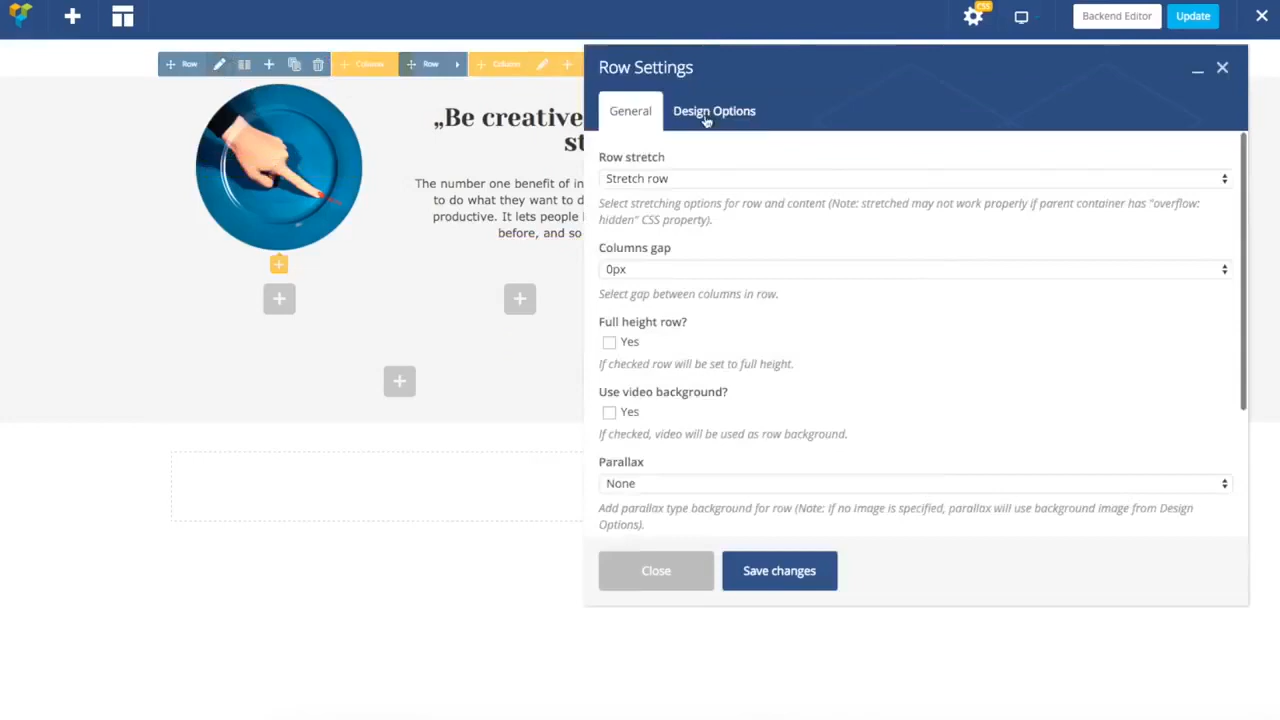 CSS
Backend Editor
Update
Row
Column
Row
Column
Row Settings
General
Design Options
„Be creative
st
The number one benefit of in
to do what they want to d
productive. It lets people
before, and so
Row stretch
Stretch row
Select stretching options for row and content (Note: stretched may not work properly if parent container has "overflow:
hidden" CSS property).
Columns gap
0px
Select gap between columns in row.
Full height row?
Yes
If checked row will be set to full height.
Use video background?
Yes
If checked, video will be used as row background.
Parallax
None
Add parallax type background for row (Note: If no image is specified, parallax will use background image from Design
Options).
Close
Save changes